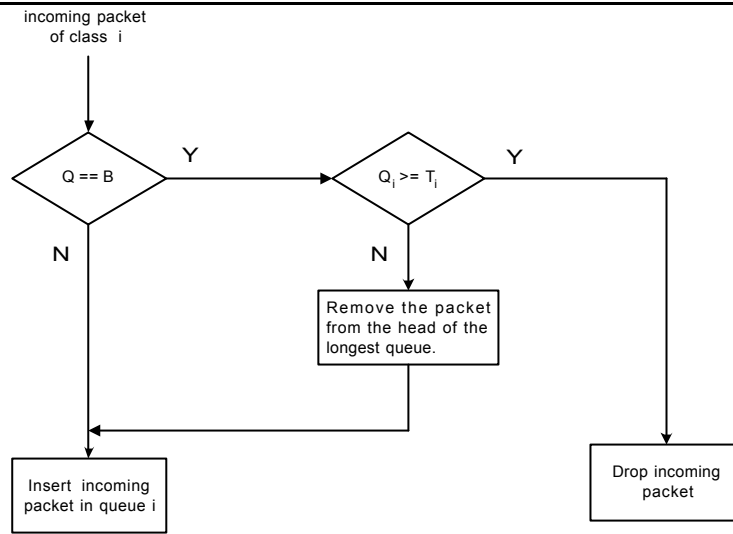 incoming packet
of class i
Q == B
Y
Q_i >= T_i
Y
N
N
Remove the packet
from the head of the
longest queue.
Insert incoming
packet in queue i
Drop incoming
packet